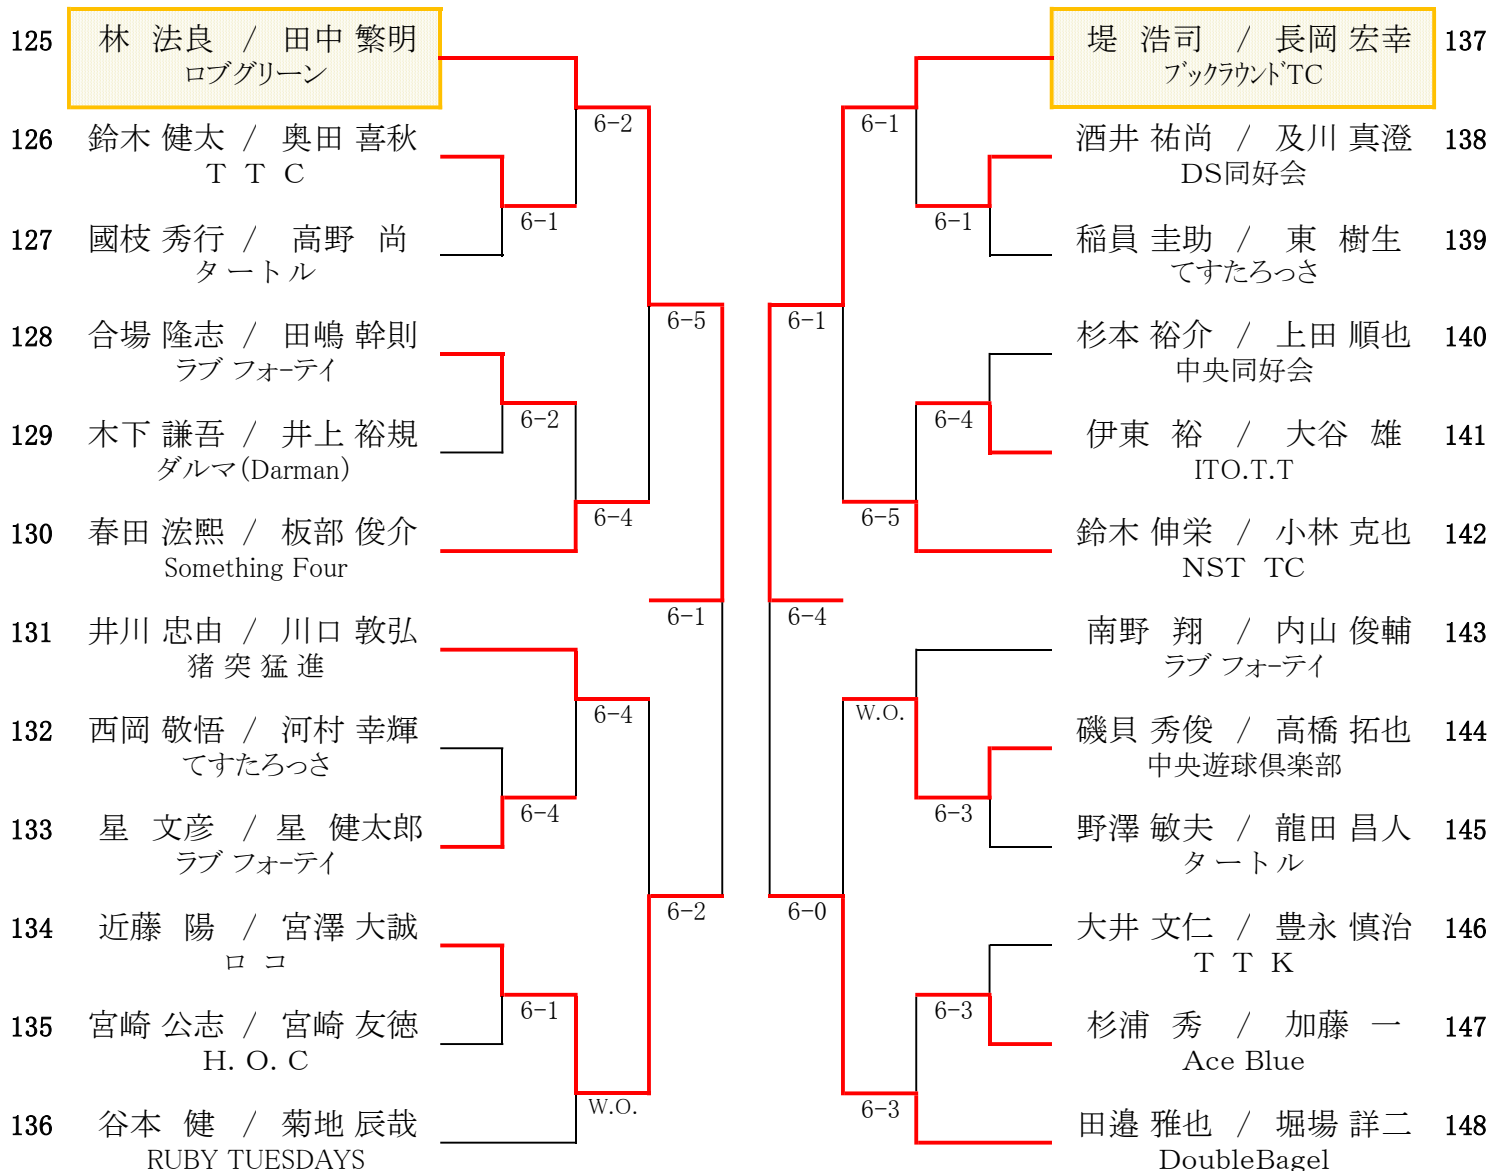 125 林 法良 / 田中 繁明
ロブグリーン
6-2
126 鈴木 健太 / 奥田 喜秋
T T C
6-1
127 國枝 秀行 / 高野 尚
タートル
6-5
128 合場 隆志 / 田嶋 幹則
ラブ フォーテイ
6-2
129 木下 謙吾 / 井上 裕規
ダルマ(Darman)
6-4
130 春田 浤熙 / 板部 俊介
Something Four
6-1
131 井川 忠由 / 川口 敦弘
猪 突 猛 進
6-4
132 西岡 敬悟 / 河村 幸輝
てすたろっさ
6-4
133 星 文彦 / 星 健太郎
ラブ フォーテイ
6-2
134 近藤 陽 / 宮澤 大誠
ロ コ
6-1
135 宮崎 公志 / 宮崎 友徳
H. O. C
W.O.
136 谷本 健 / 菊地 辰哉
RUBY TUESDAYS
堤 浩司 / 長岡 宏幸 137
ブックラウンドTC
6-1
酒井 祐尚 / 及川 真澄 138
DS同好会
6-1
稲員 圭助 / 東 樹生 139
てすたろっさ
6-1
杉本 裕介 / 上田 順也 140
中央同好会
6-4
伊東 裕 / 大谷 雄 141
ITO.T.T
6-5
鈴木 伸栄 / 小林 克也 142
NST TC
6-4
南野 翔 / 内山 俊輔 143
ラブ フォーテイ
W.O.
磯貝 秀俊 / 高橋 拓也 144
中央遊球倶楽部
6-3
野澤 敏夫 / 龍田 昌人 145
タートル
6-0
大井 文仁 / 豊永 慎治 146
T T K
6-3
杉浦 秀 / 加藤 一 147
Ace Blue
6-3
田邉 雅也 / 堀場 詳二 148
DoubleBagel